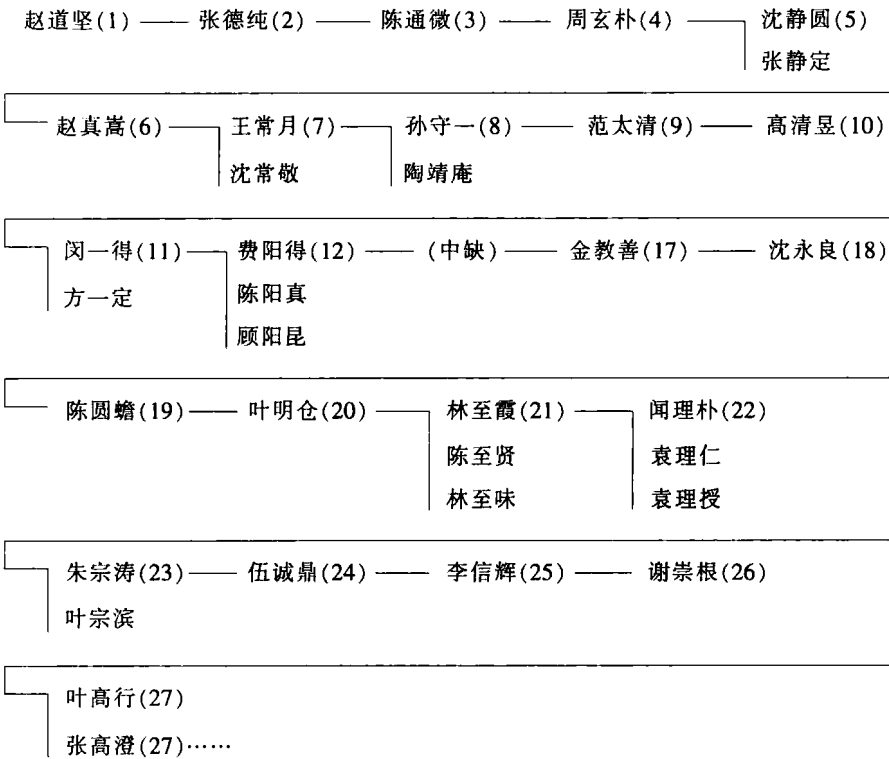 赵道坚(1) 张德纯(2) 陈通微(3) 周玄朴(4) 沈静圆(5)
张静定
赵真嵩(6) 王常月(7) 孙守一(8) 范太清(9) 高清昱(10)
沈常敬 陶靖庵
闵一得(11) 费阳得(12) (中缺) 金教善(17) 沈永良(18)
方一定 陈阳真
顾阳昆
陈圆蟾(19) 叶明仓(20) 林至霞(21) 闻理朴(22)
陈至贤 袁理仁
林至味 袁理授
朱宗涛(23) 伍诚鼎(24) 李信辉(25) 谢崇根(26)
叶宗滨
叶高行(27)
张高澄(27)……